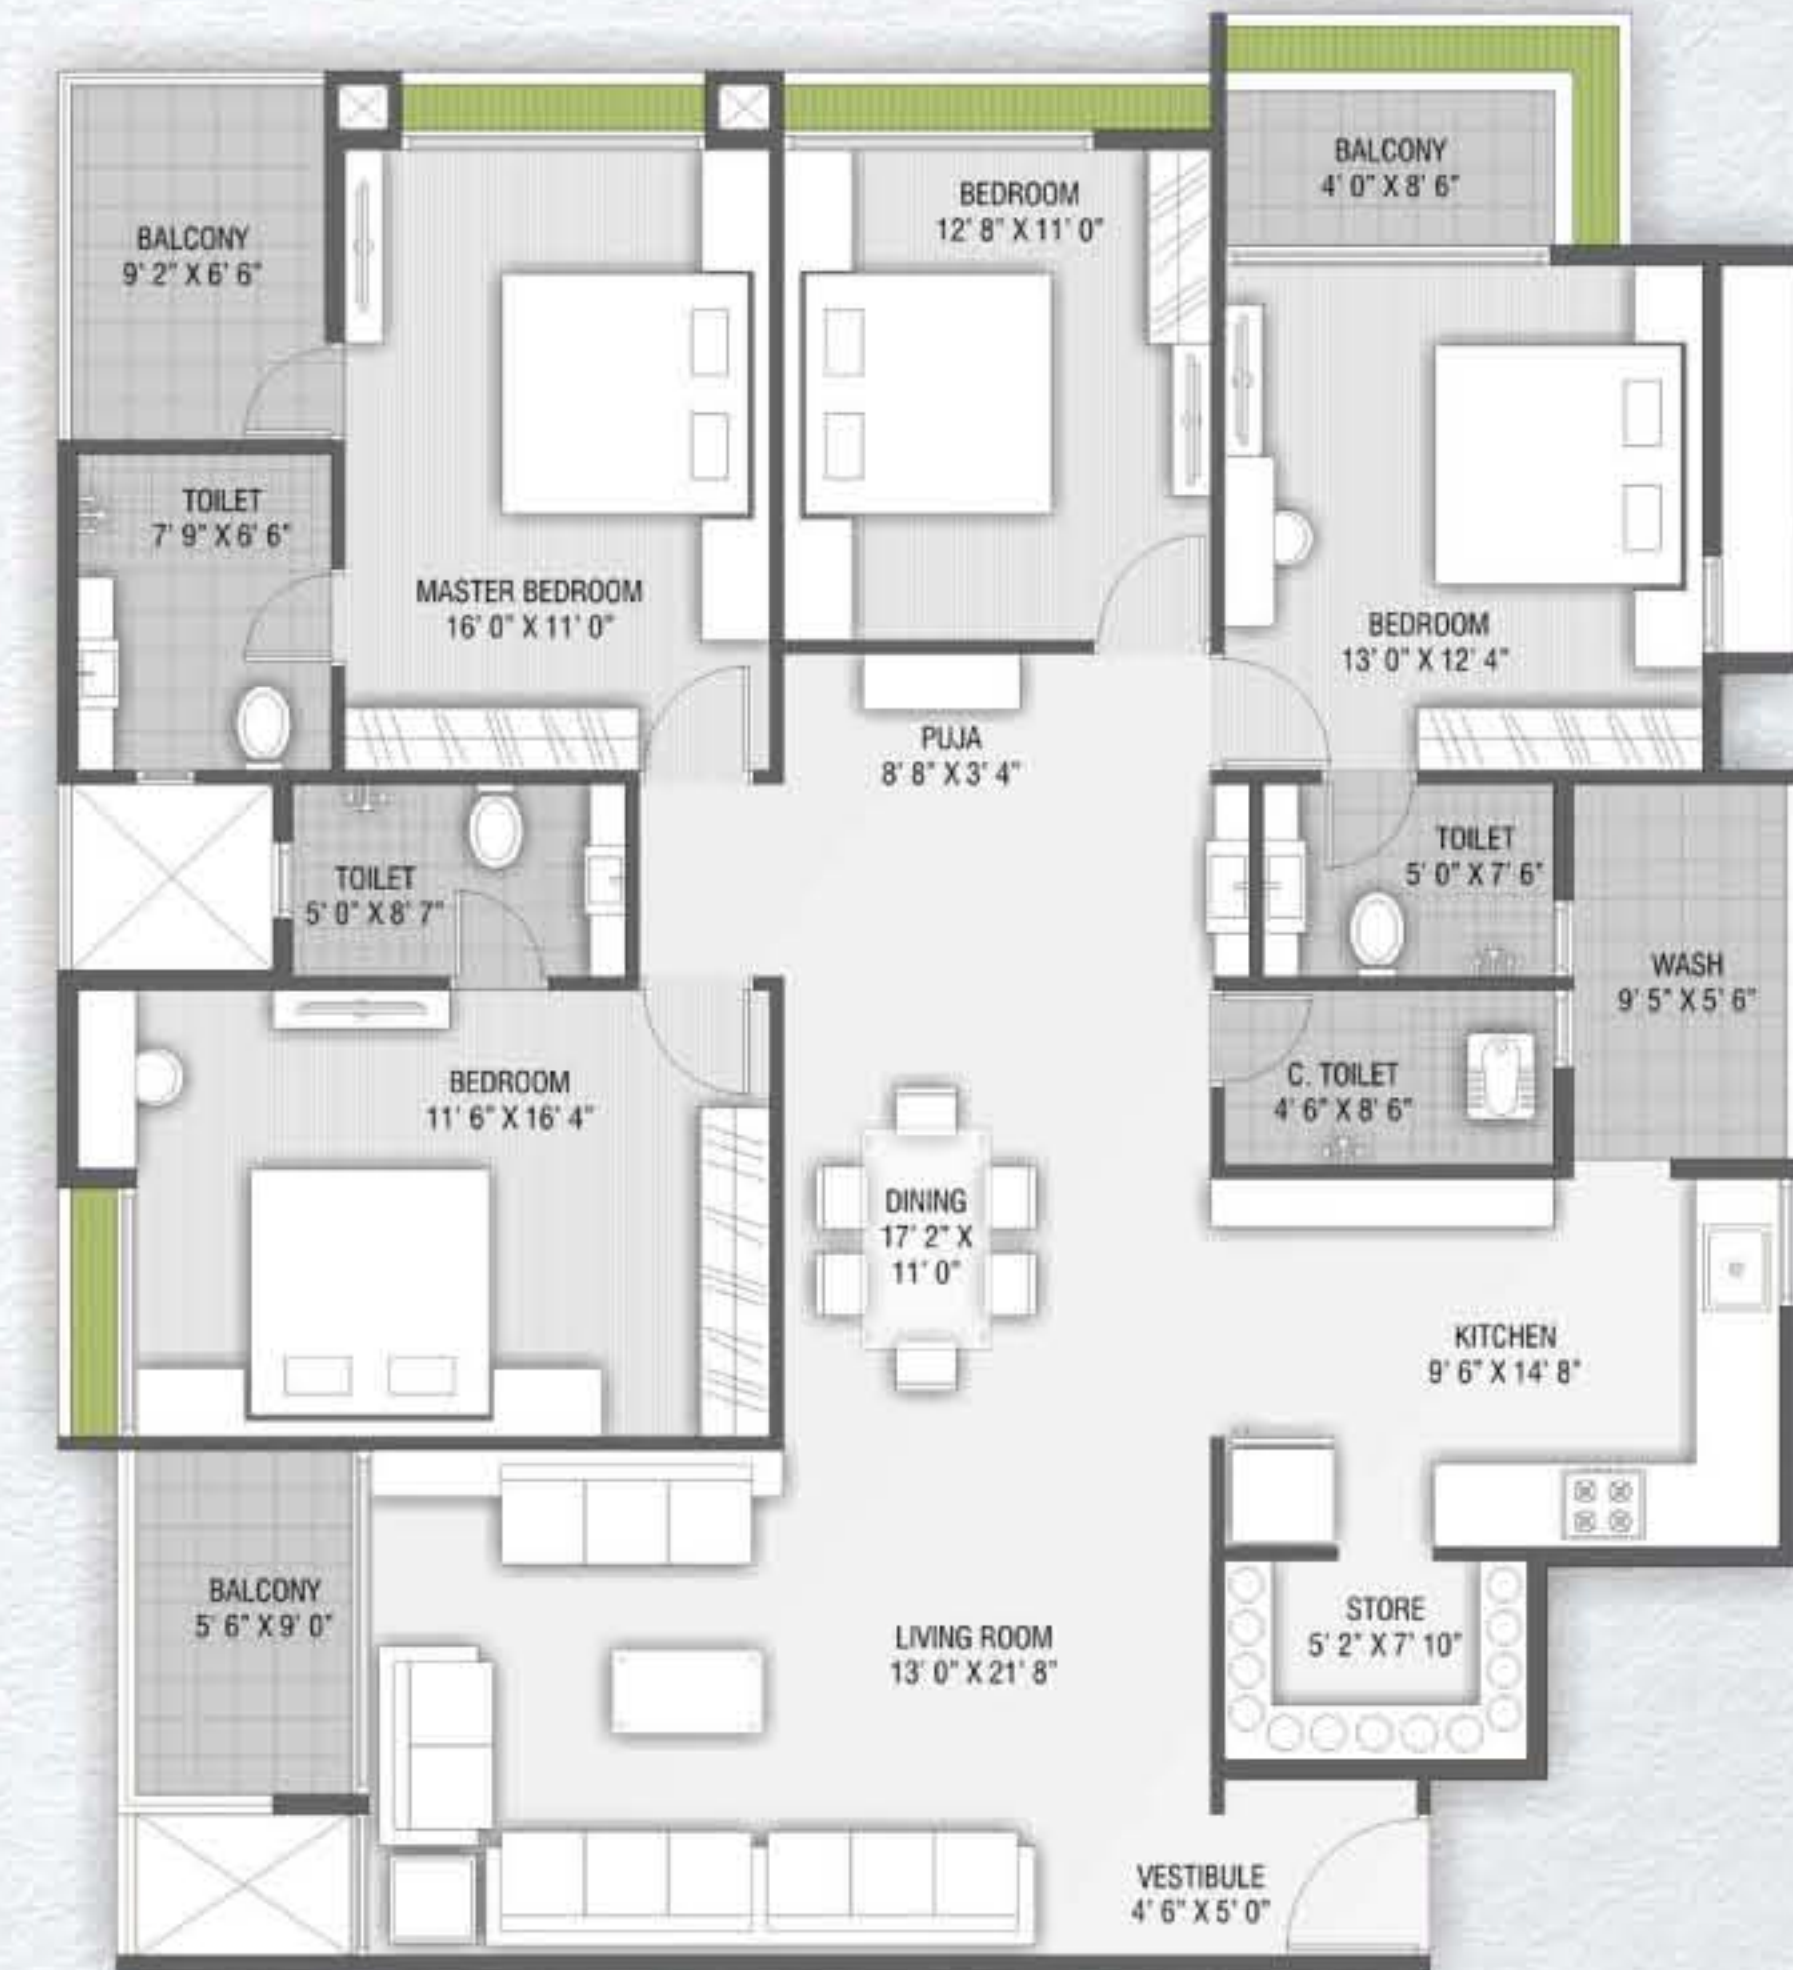 BALCONY
4' 0" X 8' 6"
BEDROOM
12' 8" X 11' 0"
BALCONY
9' 2" X 6' 6"
TOILET
7' 9" X 6' 6"
MASTER BEDROOM
16' 0" X 11' 0"
BEDROOM
13' 0" X 12' 4"
PUJA
8' 8" X 3' 4"
TOILET
5' 0" X 8' 7"
TOILET
5' 0" X 7' 6"
WASH
9' 5" X 5' 6"
BEDROOM
11' 6" X 16' 4"
C. TOILET
4' 6" X 8' 6"
DINING
17' 2" X
11' 0"
KITCHEN
9' 6" X 14' 8"
BALCONY
5' 6" X 9' 0"
LIVING ROOM
13' 0" X 21' 8"
STORE
5' 2" X 7' 10"
VESTIBULE
4' 6" X 5' 0"